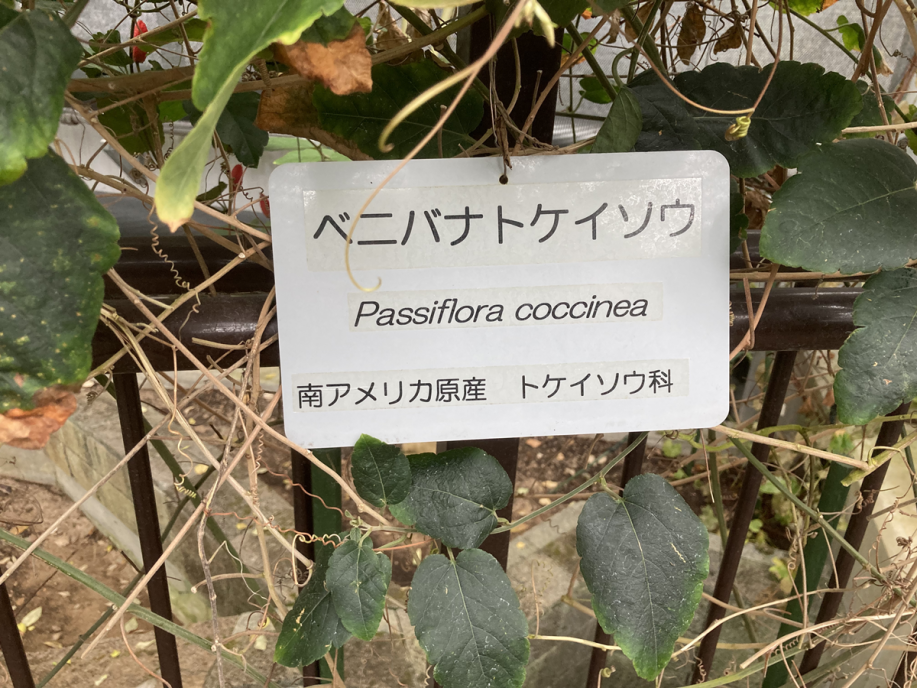 ベニバナトケイソウ
Passiflora coccinea
南アメリカ原産　トケイソウ科